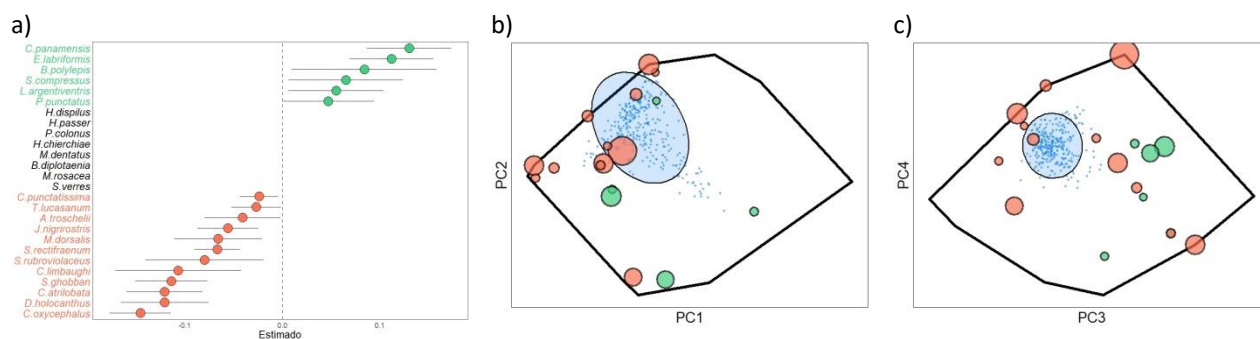 a)
C.panamensis
E.labriformis
B.polylepis
S.compressus
L.argentiventris
P.punctatus
H.dispilus
H.passer
P.colonus
H.chierchiae
M.dentatus
B.diplotaenia
M.rosacea
S.verres
C.punctatissima
T.lucasanum
A.troschelii
J.nigrirostris
M.dorsalis
S.rectifraenum
S.rubroviolaceus
C.limbaughi
S.ghobban
C.atrilobata
D.holocanthus
C.oxycephalus
-0.1 0.0 0.1
Estimado
b)
PC2
PC1
c)
PC4
PC3